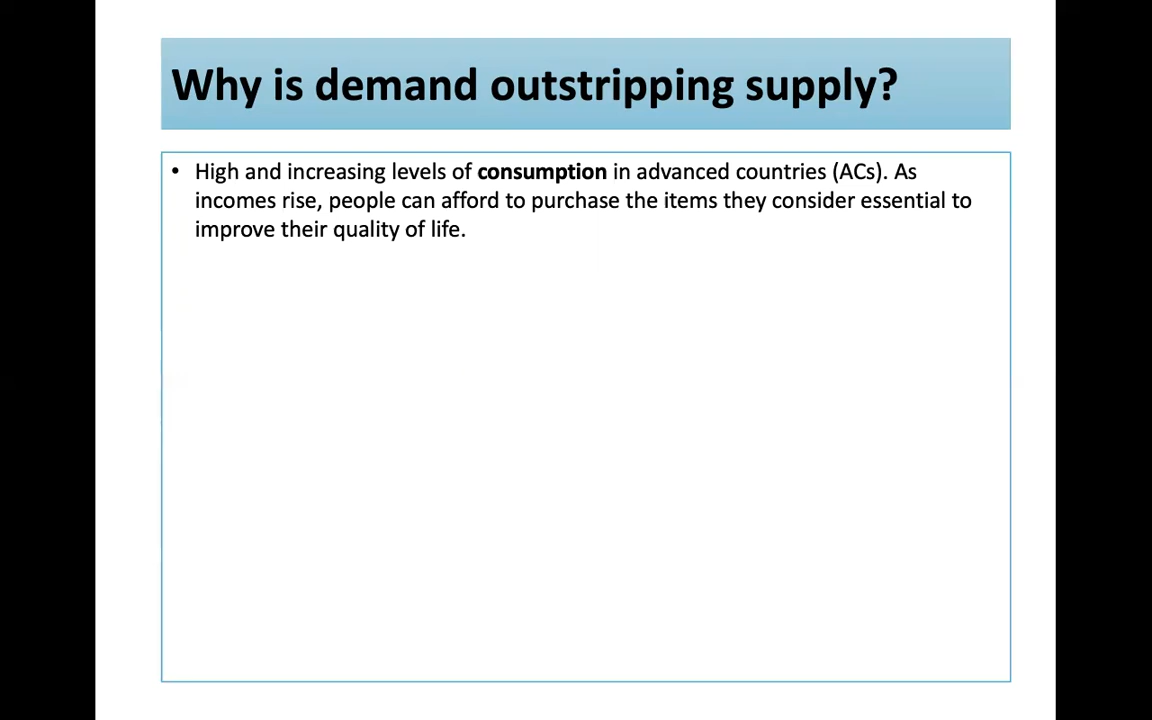 Why is demand outstripping supply?
• High and increasing levels of consumption in advanced countries (ACs). As
incomes rise, people can afford to purchase the items they consider essential to
improve their quality of life.